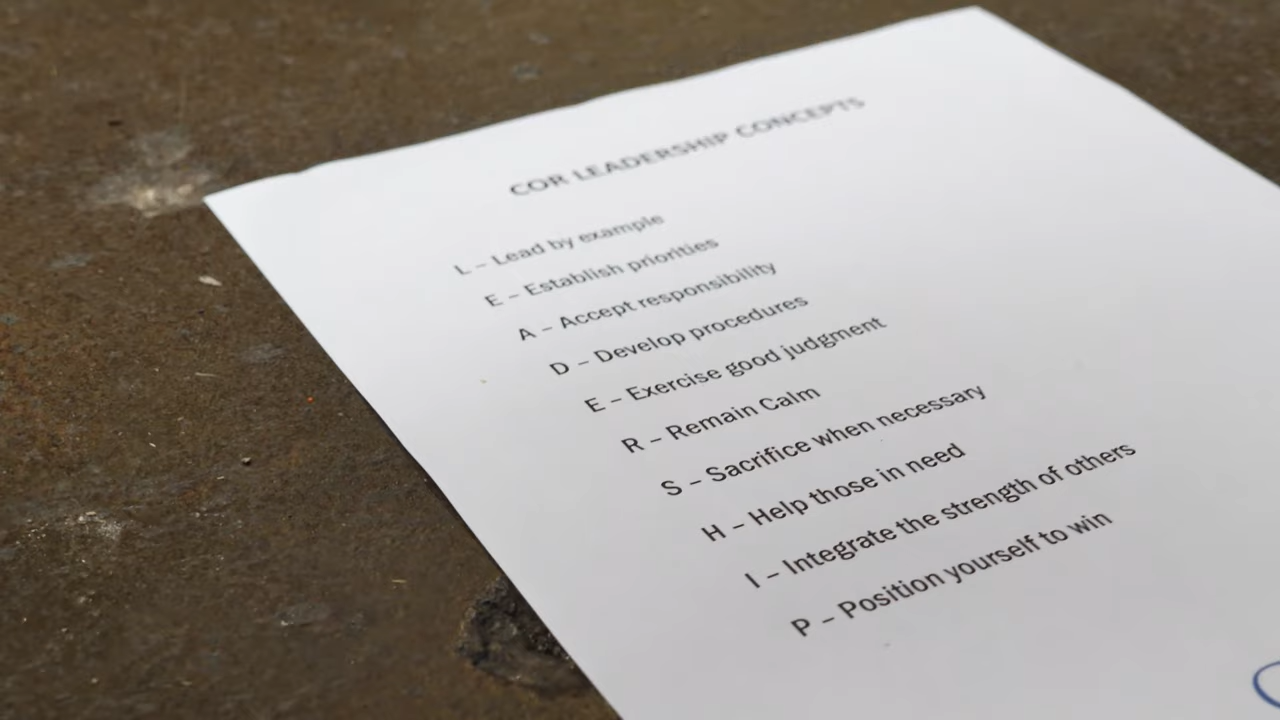 COR LEADERSHIP CONCEPTS
L – Lead by example
E – Establish priorities
A – Accept responsibility
D – Develop procedures
E – Exercise good judgment
R – Remain Calm
S – Sacrifice when necessary
H – Help those in need
I – Integrate the strength of others
P – Position yourself to win